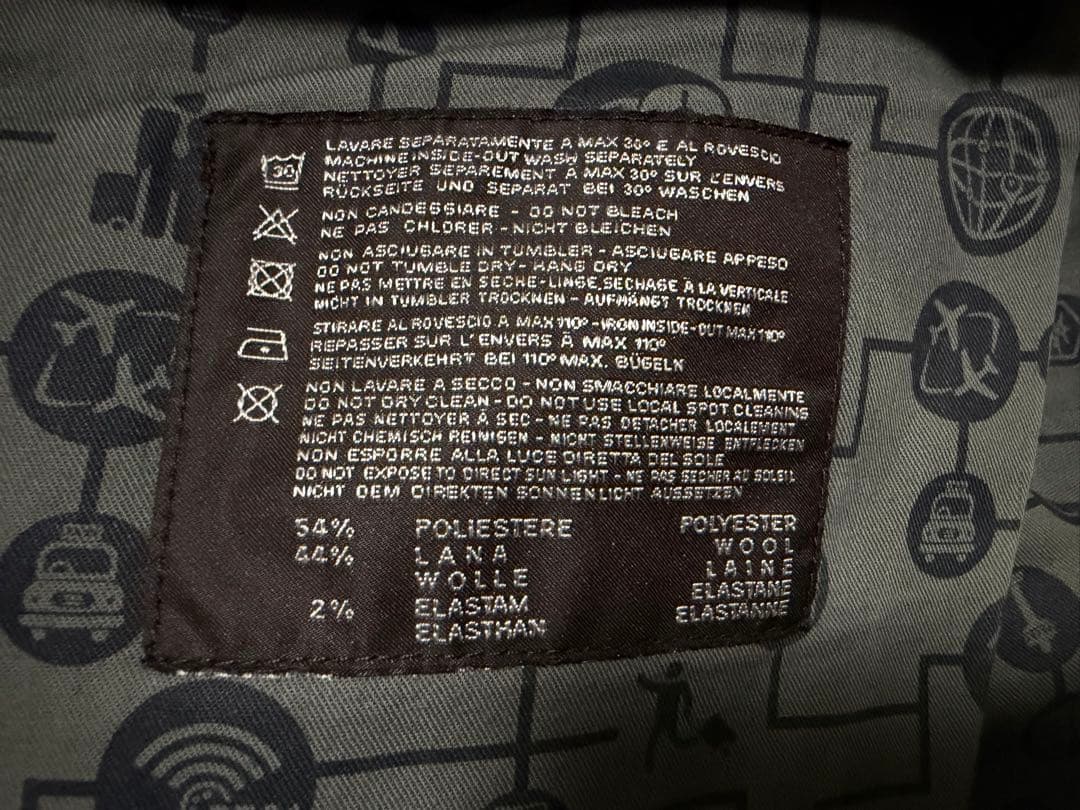 30
LAVARE SEPARATAMENTE A MAX 30° E AL ROVESCIO
MACHINE INSIDE-OUT WASH SEPARATELY
NETTOYER SEPAREMENT A MAX 30° SUR L'ENVERS
RÜCKSEITE UND SEPARAT BEI 30° WASCHEN
NON CANDEGGIARE - DO NOT BLEACH
NE PAS CHLORER - NICHT BLEICHEN
NON ASCIUGARE IN TUMBLER - ASCIUGARE APPESO
DO NOT TUMBLE DRY - HANG DRY
NE PAS METTRE EN SECHE-LINGE, SECHAGE À LA VERTICALE
NICHT IN TUMBLER TROCKNEN - AUFHÄNGT TROCKNEN
STIRARE AL ROVESCIO A MAX 110° - IRON INSIDE-OUT MAX 110°
REPASSER SUR L'ENVERS À MAX 110°
SEITENVERKEHRT BEI 110° MAX. BÜGELN
NON LAVARE A SECCO - NON SMACCHIARE LOCALMENTE
DO NOT DRY CLEAN - DO NOT USE LOCAL SPOT CLEANING
NE PAS NETTOYER À SEC - NE PAS DETACHER LOCALEMENT
NICHT CHEMISCH REINIGEN - NICHT STELLENWEISE ENTFLECKEN
NON ESPORRE ALLA LUCE DIRETTA DEL SOLE
DO NOT EXPOSE TO DIRECT SUN LIGHT - NE PAS SECHER AU SOLEIL
NICHT DEM DIREKTEN SONNENLICHT AUSSETZEN
54% POLIESTERE POLYESTER
44% LANA WOOL
WOLLE LAINE
2% ELASTAM ELASTANE
ELASTHAN ELASTANNE